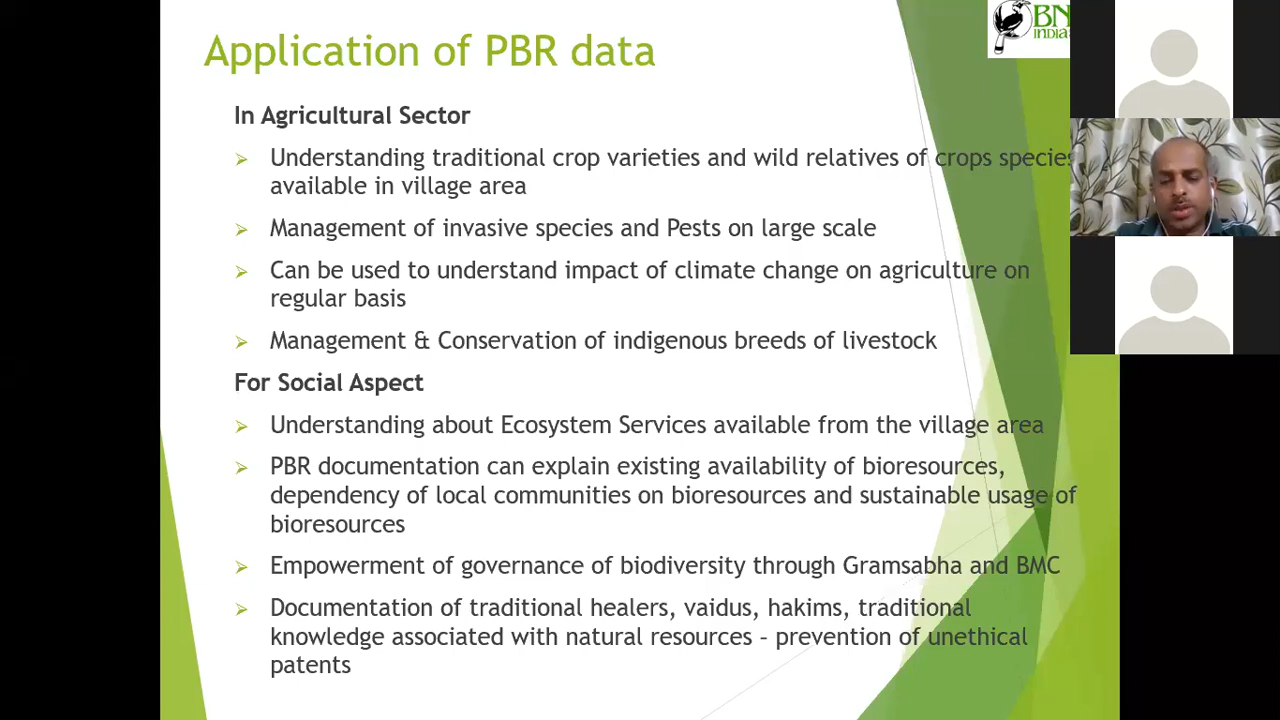 Application of PBR data
BN
INDIA
In Agricultural Sector
Understanding traditional crop varieties and wild relatives of crops species
available in village area
Management of invasive species and Pests on large scale
Can be used to understand impact of climate change on agriculture on
regular basis
Management & Conservation of indigenous breeds of livestock
For Social Aspect
Understanding about Ecosystem Services available from the village area
PBR documentation can explain existing availability of bioresources,
dependency of local communities on bioresources and sustainable usage of
bioresources
Empowerment of governance of biodiversity through Gramsabha and BMC
Documentation of traditional healers, vaidus, hakims, traditional
knowledge associated with natural resources – prevention of unethical
patents